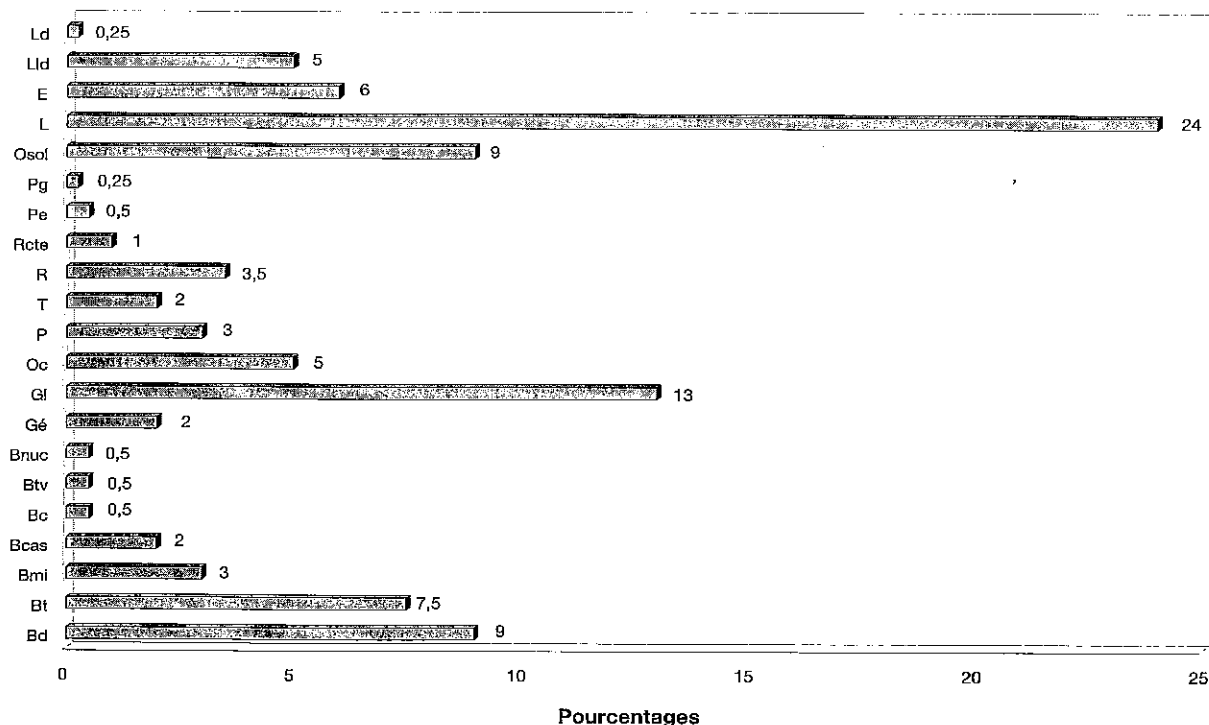 Ld 0,25
Lld 5
E 6
L 24
Osol 9
Pg 0,25
Pe 0,5
Rcte 1
R 3,5
T 2
P 3
Oc 5
Gf 13
Gé 2
Bnuc 0,5
Btv 0,5
Bc 0,5
Bcas 2
Bmi 3
Bt 7,5
Bd 9
0 5 10 15 20 25
Pourcentages